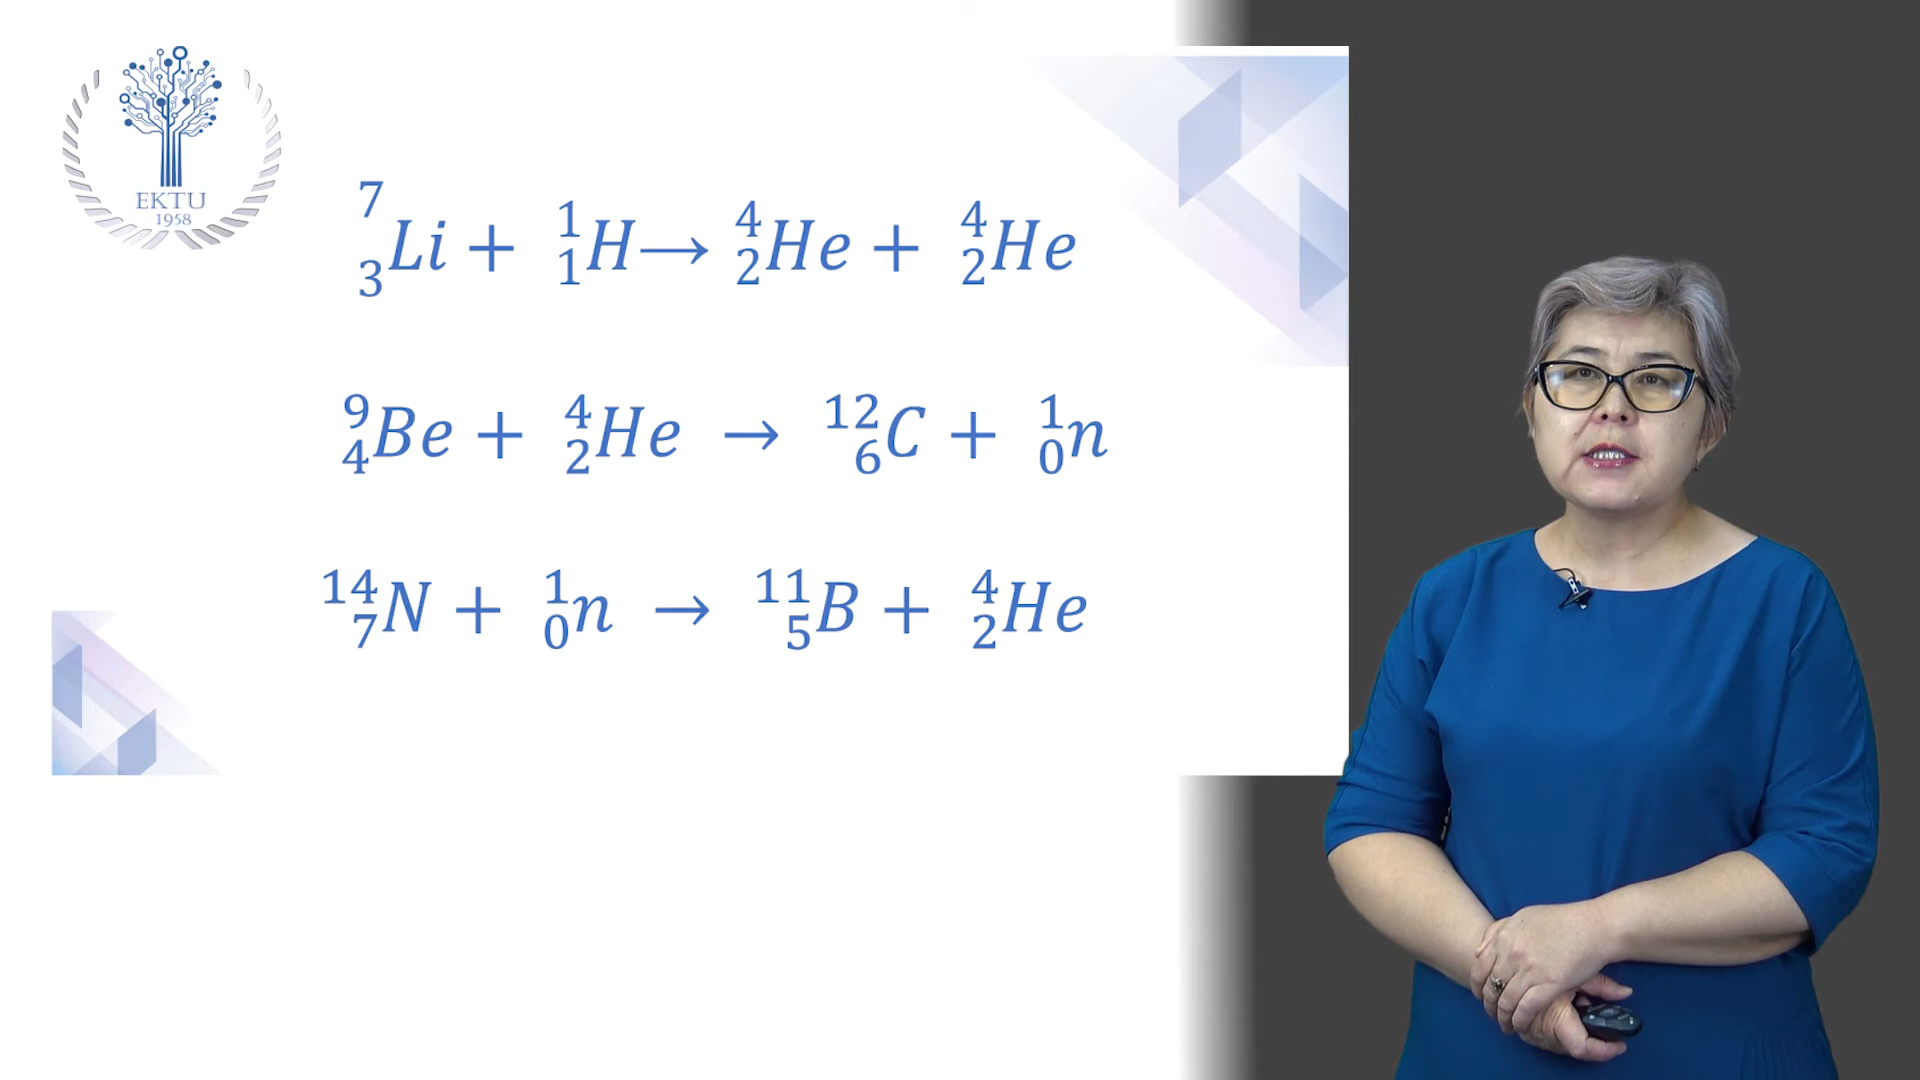 EKTU
1958
⁷₃Li + ¹₁H → ⁴₂He + ⁴₂He
⁹₄Be + ⁴₂He → ¹²₆C + ¹₀n
¹⁴₇N + ¹₀n → ¹¹₅B + ⁴₂He